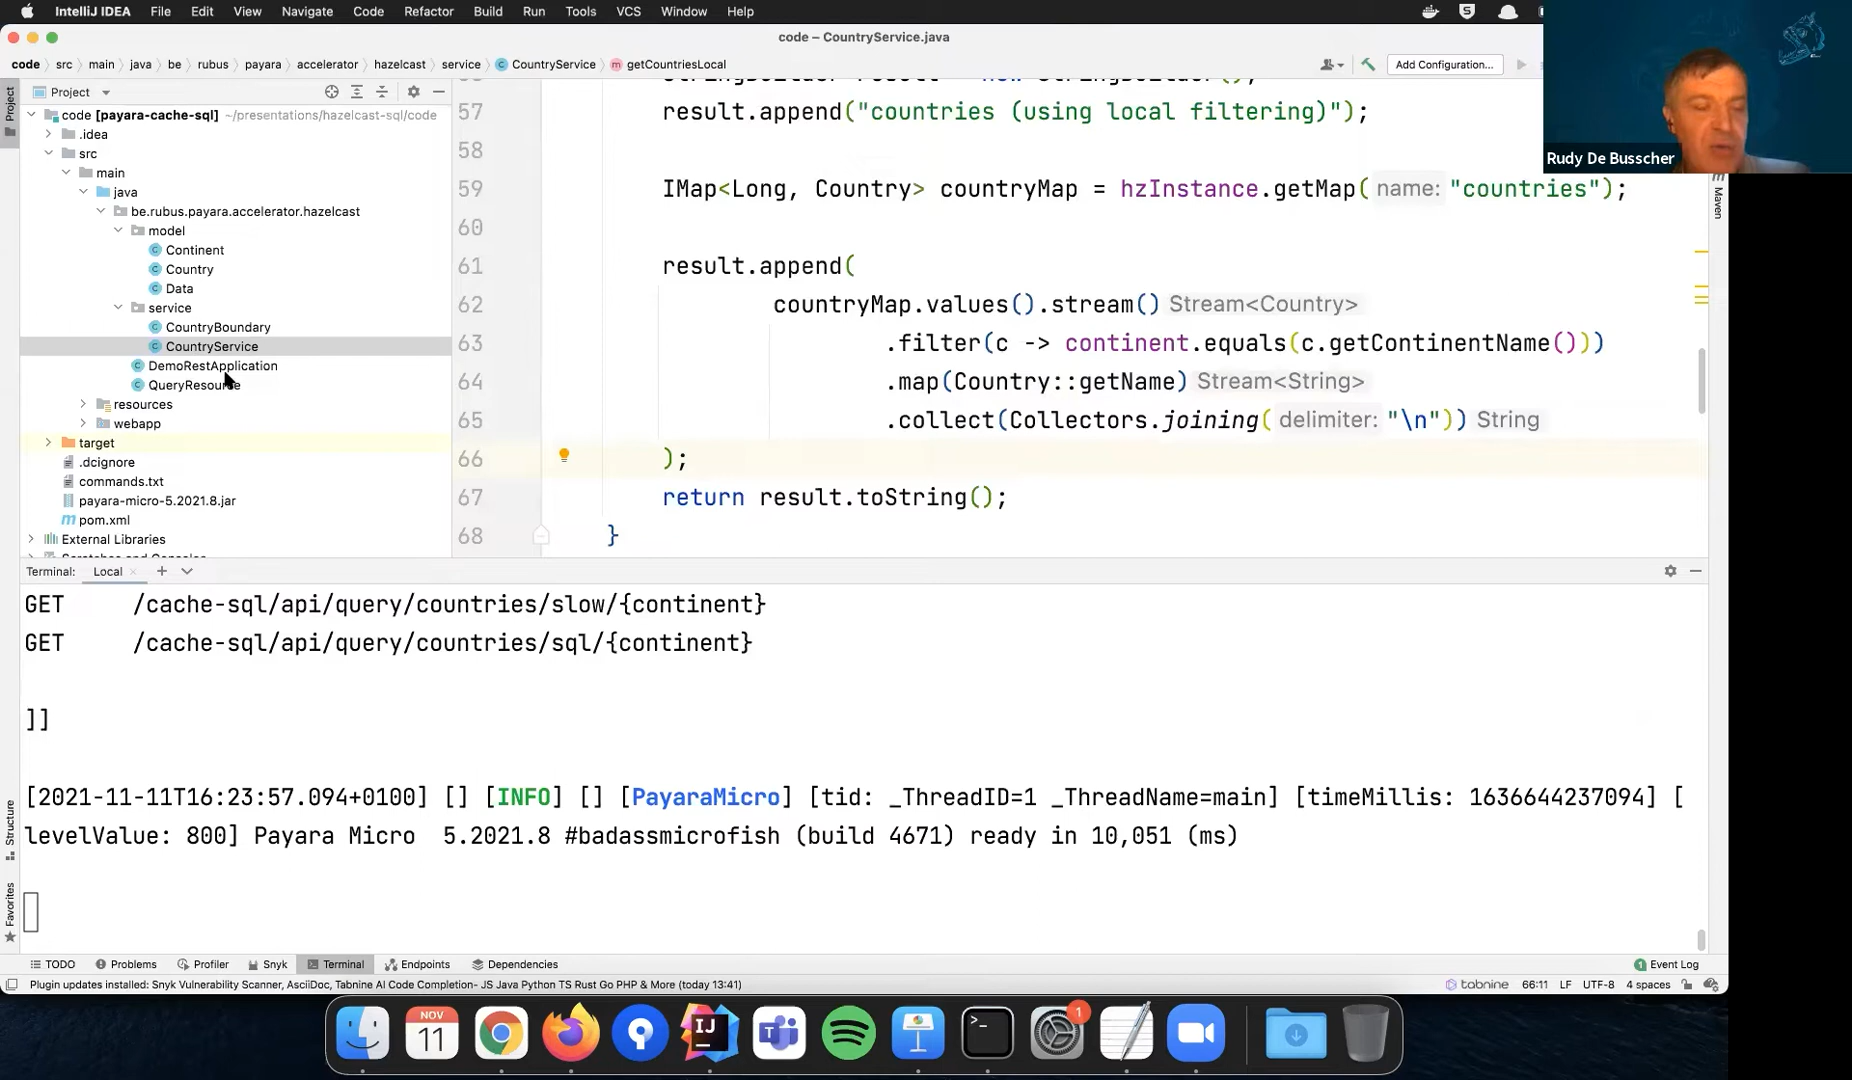 IntelliJ IDEA File Edit View Navigate Code Refactor Build Run Tools VCS Window Help
code – CountryService.java
code src main java be rubus payara accelerator hazelcast service CountryService getCountriesLocal
Add Configuration...
Project
Project
code [payara-cache-sql] ~/presentations/hazelcast-sql/code
.idea
src
main
java
be.rubus.payara.accelerator.hazelcast
model
Continent
Country
Data
service
CountryBoundary
CountryService
DemoRestApplication
QueryResource
resources
webapp
target
.dcignore
commands.txt
payara-micro-5.2021.8.jar
pom.xml
External Libraries
57 result.append("countries (using local filtering)");
58
59 IMap<Long, Country> countryMap = hzInstance.getMap( name: "countries");
60
61 result.append(
62 countryMap.values().stream() Stream<Country>
63 .filter(c -> continent.equals(c.getContinentName()))
64 .map(Country::getName) Stream<String>
65 .collect(Collectors.joining( delimiter: "\n")) String
66 );
67 return result.toString();
68 }
Rudy De Busscher
Maven
Terminal: Local
GET /cache-sql/api/query/countries/slow/{continent}
GET /cache-sql/api/query/countries/sql/{continent}
]]
[2021-11-11T16:23:57.094+0100] [] [INFO] [] [PayaraMicro] [tid: _ThreadID=1 _ThreadName=main] [timeMillis: 1636644237094] [
levelValue: 800] Payara Micro 5.2021.8 #badassmicrofish (build 4671) ready in 10,051 (ms)
Structure
Favorites
TODO Problems Profiler Snyk Terminal Endpoints Dependencies
1 Event Log
Plugin updates installed: Snyk Vulnerability Scanner, AsciiDoc, Tabnine AI Code Completion- JS Java Python TS Rust Go PHP & More (today 13:41)
tabnine 66:11 LF UTF-8 4 spaces
NOV
11
IJ
1